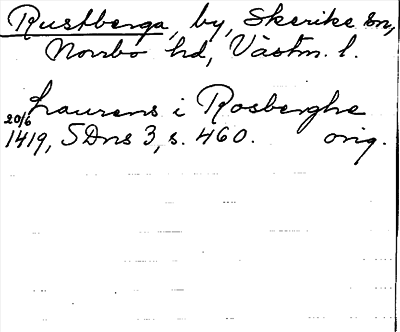 Rustberga, by, Skerike sn,
Norrbo hd, Västm. l.
Laurens i Rosberghe
20/6
1419, SDns 3, s. 460. orig.